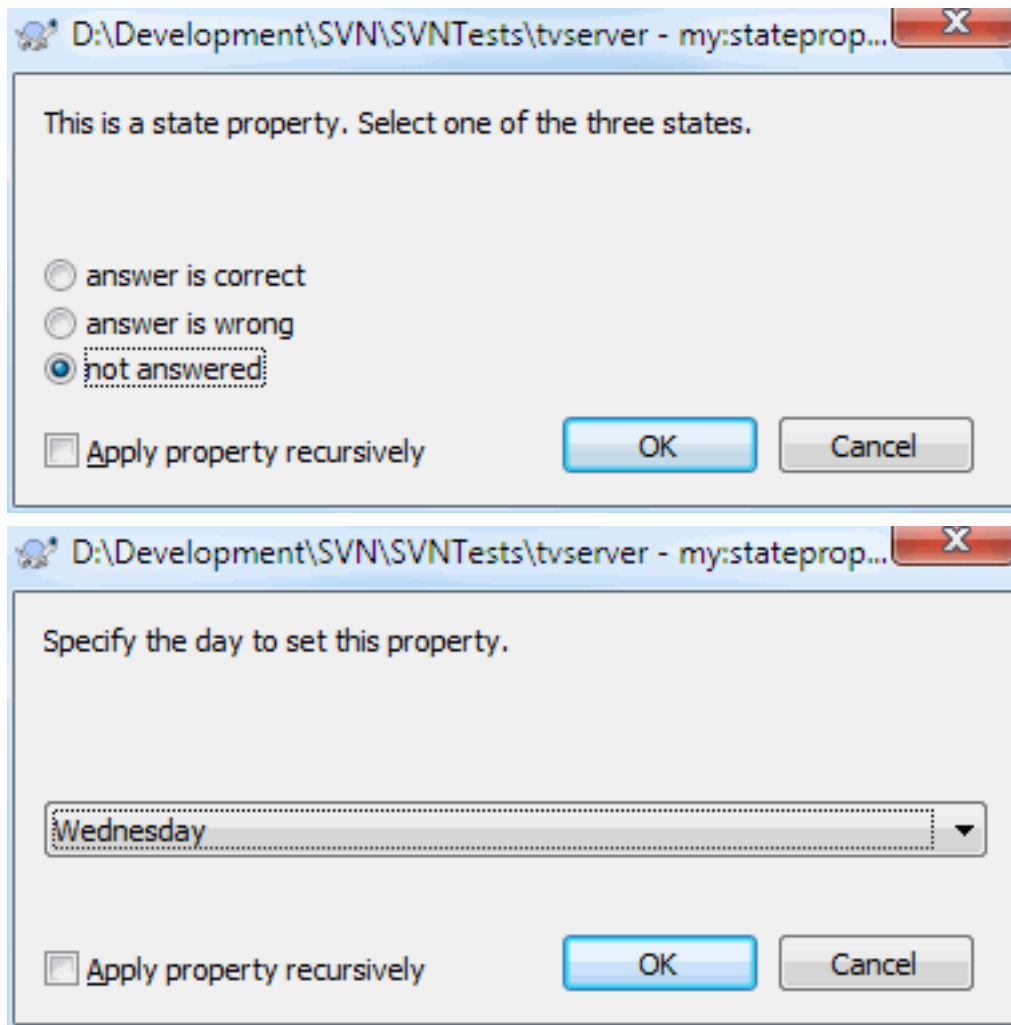 D:\Development\SVN\SVNTests\tvserver - my:stateprop...
This is a state property. Select one of the three states.
answer is correct
answer is wrong
not answered
Apply property recursively OK Cancel
D:\Development\SVN\SVNTests\tvserver - my:stateprop...
Specify the day to set this property.
Wednesday
Apply property recursively OK Cancel